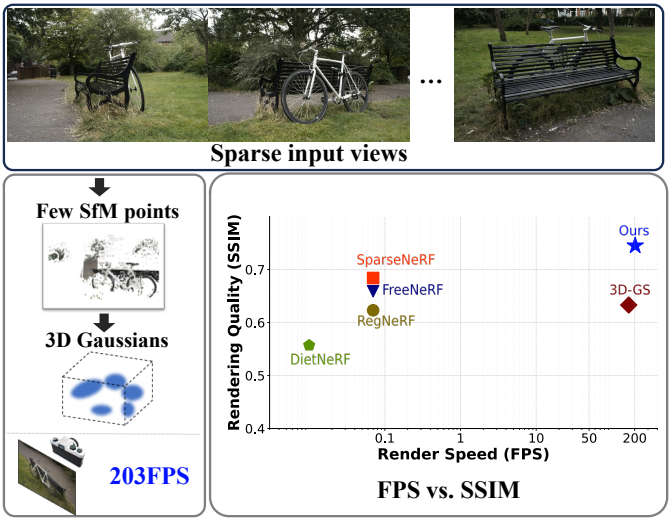 ...
Sparse input views
Few SfM points
3D Gaussians
203FPS
Rendering Quality (SSIM)
0.7
0.6
0.5
0.4
Ours
SparseNeRF
FreeNeRF
3D-GS
RegNeRF
DietNeRF
0.1 1 10 50 200
Render Speed (FPS)
FPS vs. SSIM